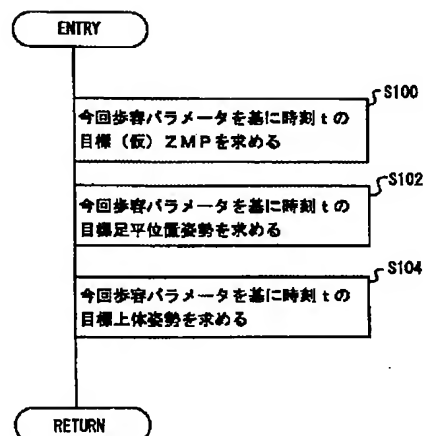 ENTRY
S100
今回歩容パラメータを基に時刻tの
目標(仮)ZMPを求める
S102
今回歩容パラメータを基に時刻tの
目標足平位置姿勢を求める
S104
今回歩容パラメータを基に時刻tの
目標上体姿勢を求める
RETURN